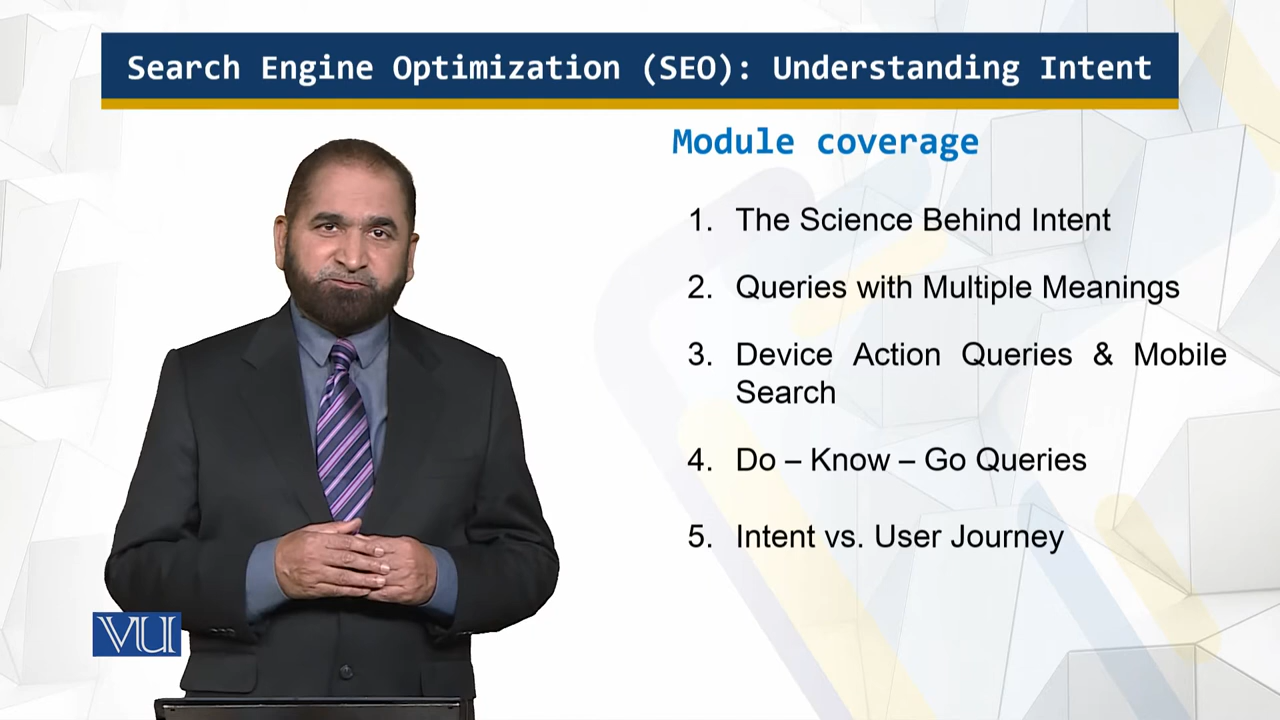 Search Engine Optimization (SEO): Understanding Intent
Module coverage
1. The Science Behind Intent
2. Queries with Multiple Meanings
3. Device Action Queries & Mobile
Search
4. Do – Know – Go Queries
5. Intent vs. User Journey
VU